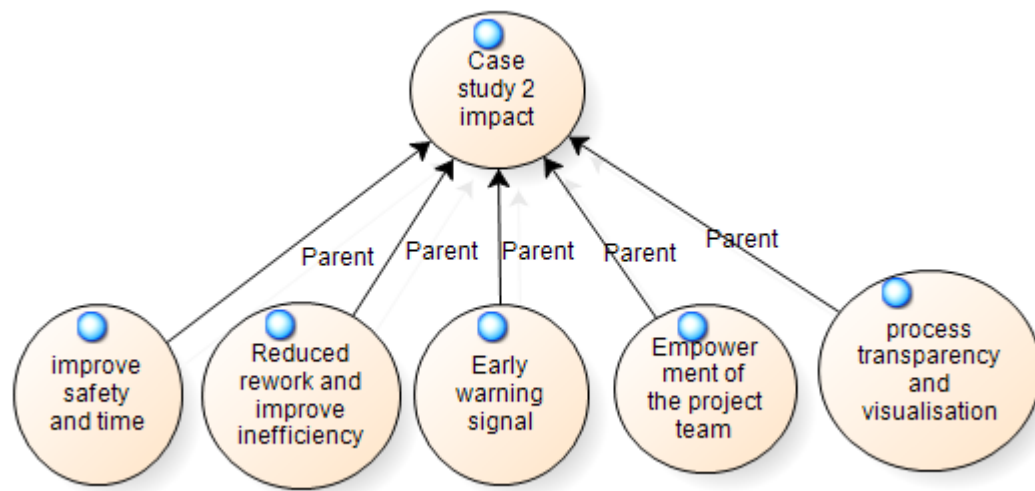 Case
study 2
impact
Parent
Parent
Parent
Parent
Parent
improve
safety
and time
Reduced
rework and
improve
inefficiency
Early
warning
signal
Empower
ment of
the project
team
process
transparency
and
visualisation